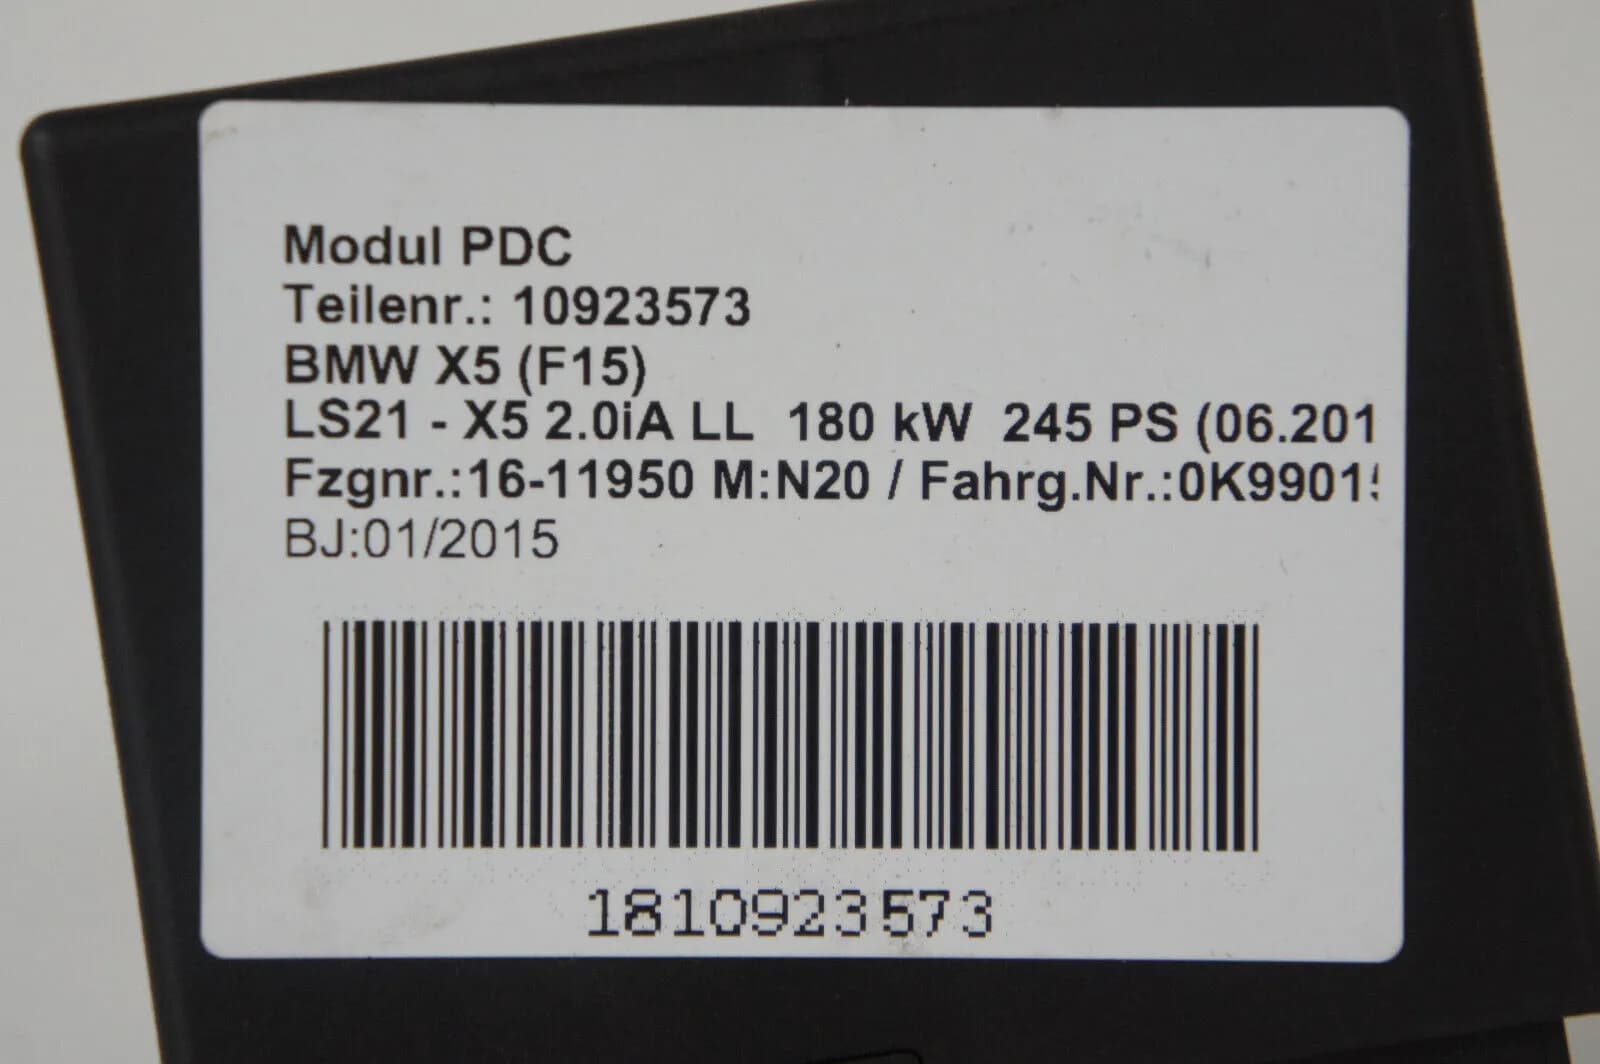 Modul PDC
Teilenr.: 10923573
BMW X5 (F15)
LS21 - X5 2.0iA LL 180 kW 245 PS (06.201
Fzgnr.:16-11950 M:N20 / Fahrg.Nr.:0K99015
BJ:01/2015
1810923573